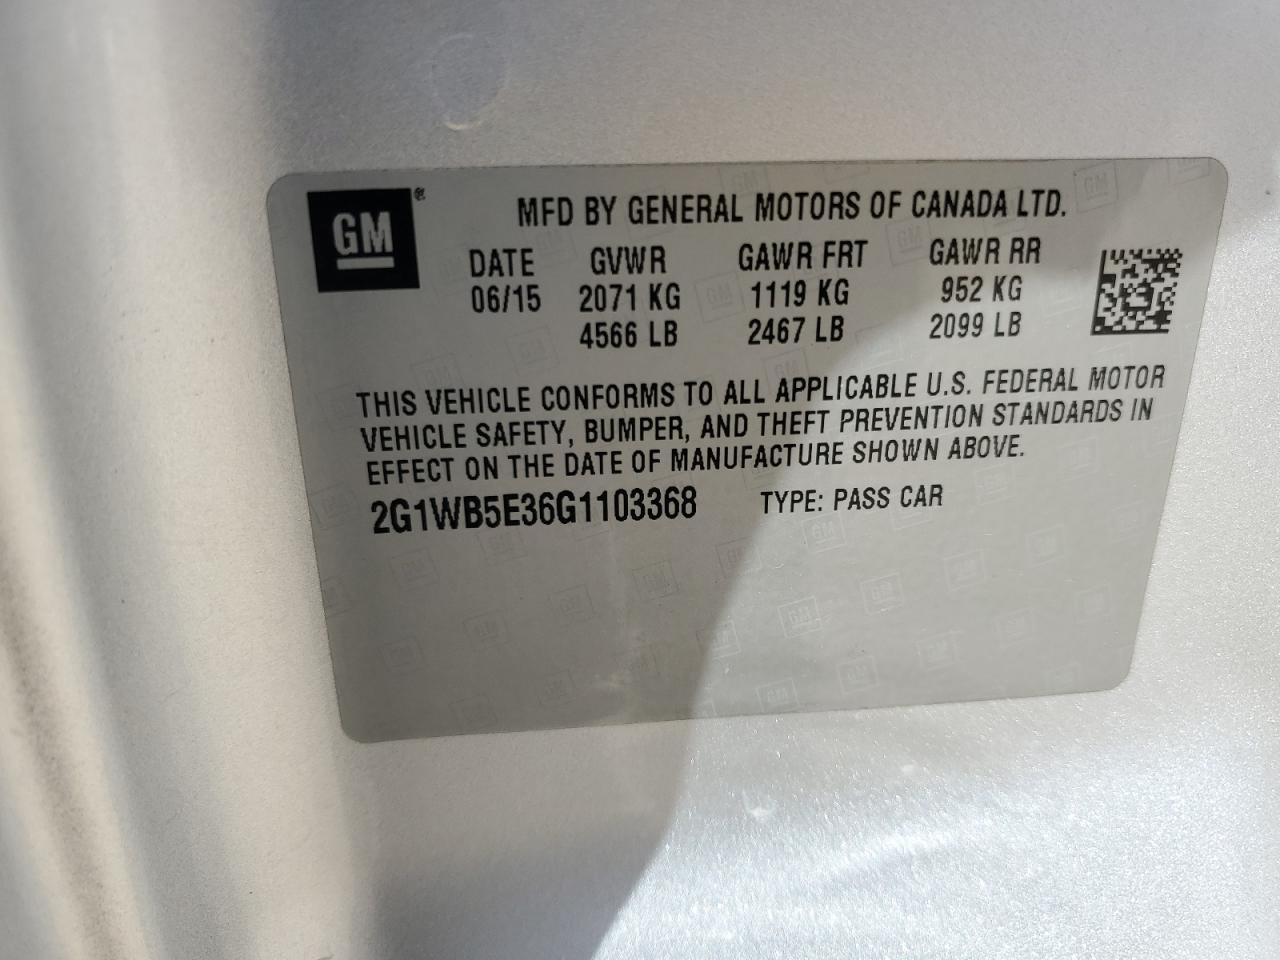 GM®
MFD BY GENERAL MOTORS OF CANADA LTD.
DATE GVWR GAWR FRT GAWR RR
06/15 2071 KG 1119 KG 952 KG
4566 LB 2467 LB 2099 LB
THIS VEHICLE CONFORMS TO ALL APPLICABLE U.S. FEDERAL MOTOR
VEHICLE SAFETY, BUMPER, AND THEFT PREVENTION STANDARDS IN
EFFECT ON THE DATE OF MANUFACTURE SHOWN ABOVE.
2G1WB5E36G1103368 TYPE: PASS CAR